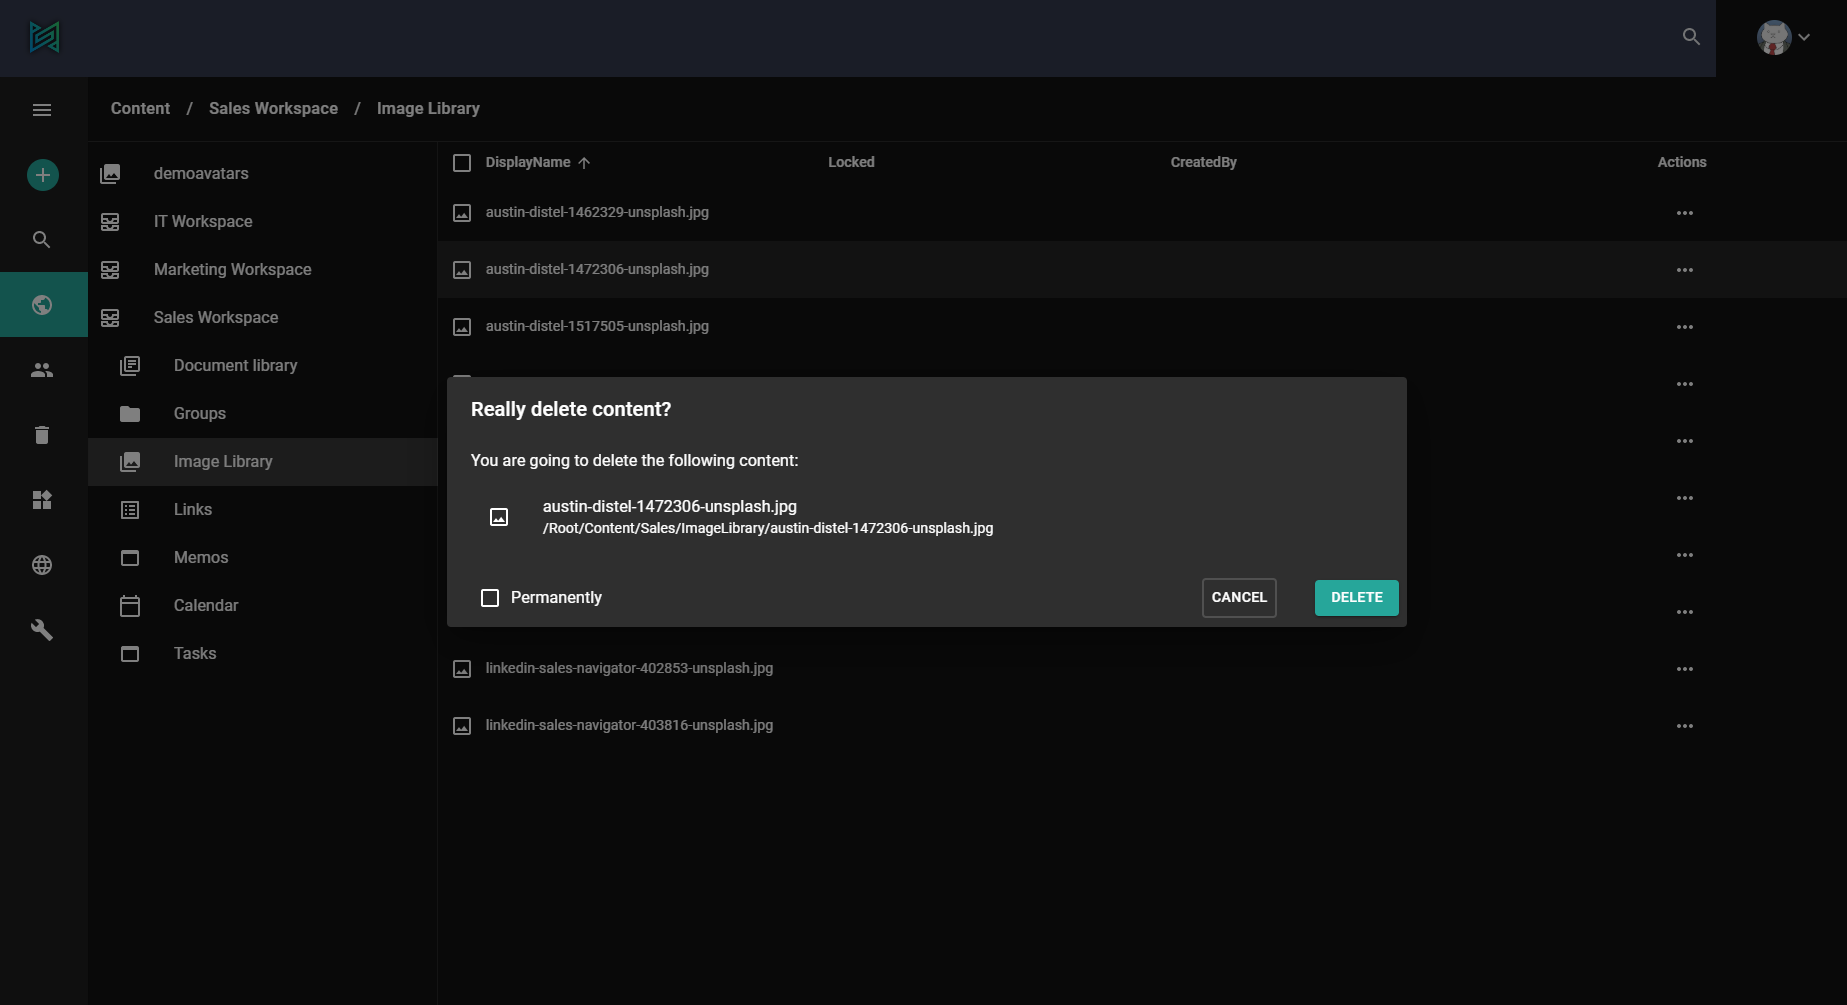 Content / Sales Workspace / Image Library
demoavatars
IT Workspace
Marketing Workspace
Sales Workspace
Document library
Groups
Image Library
Links
Memos
Calendar
Tasks
DisplayName Locked CreatedBy Actions
austin-distel-1462329-unsplash.jpg
austin-distel-1472306-unsplash.jpg
austin-distel-1517505-unsplash.jpg
Really delete content?
You are going to delete the following content:
austin-distel-1472306-unsplash.jpg
/Root/Content/Sales/ImageLibrary/austin-distel-1472306-unsplash.jpg
Permanently CANCEL DELETE
linkedin-sales-navigator-402853-unsplash.jpg
linkedin-sales-navigator-403816-unsplash.jpg